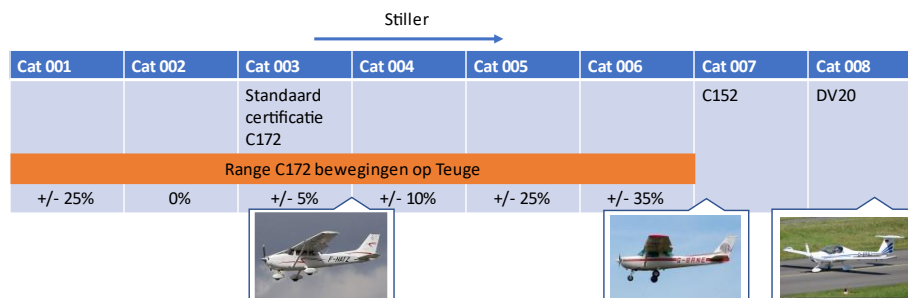 Stiller
Cat 001 Cat 002 Cat 003 Cat 004 Cat 005 Cat 006 Cat 007 Cat 008
Standaard C152 DV20
certificatie
C172
Range C172 bewegingen op Teuge
+/- 25% 0% +/- 5% +/- 10% +/- 25% +/- 35%
F-HATZ